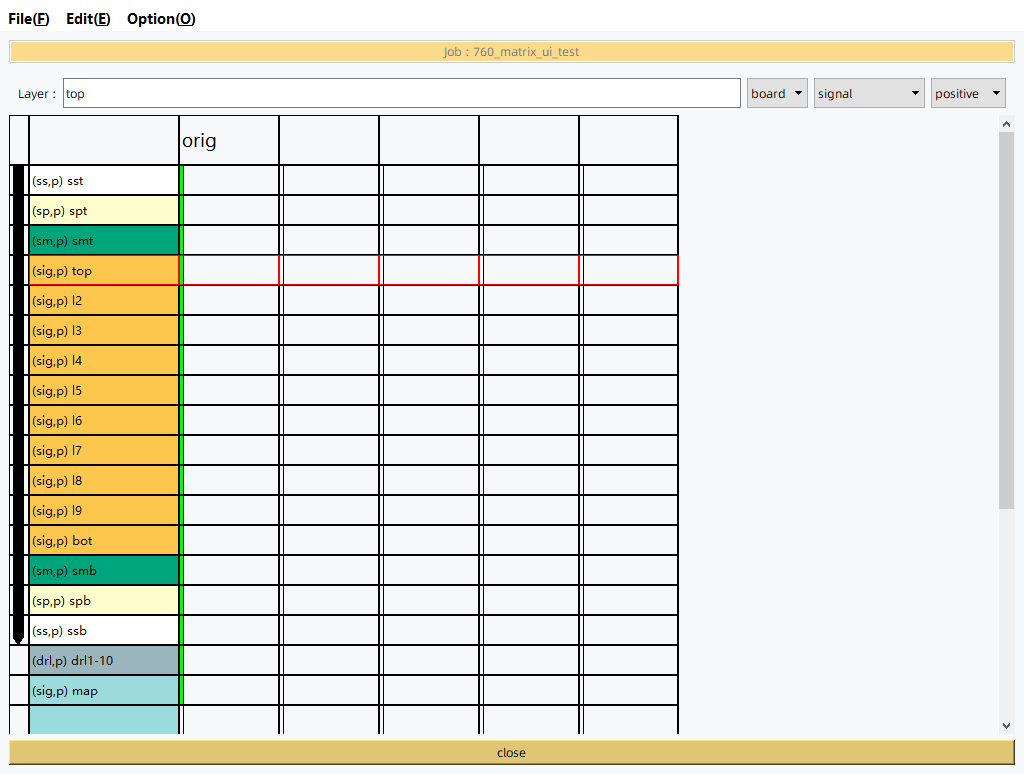 File(F) Edit(E) Option(O)
Job : 760_matrix_ui_test
Layer : top board signal positive
orig
(ss,p) sst
(sp,p) spt
(sm,p) smt
(sig,p) top
(sig,p) l2
(sig,p) l3
(sig,p) l4
(sig,p) l5
(sig,p) l6
(sig,p) l7
(sig,p) l8
(sig,p) l9
(sig,p) bot
(sm,p) smb
(sp,p) spb
(ss,p) ssb
(drl,p) drl1-10
(sig,p) map
close